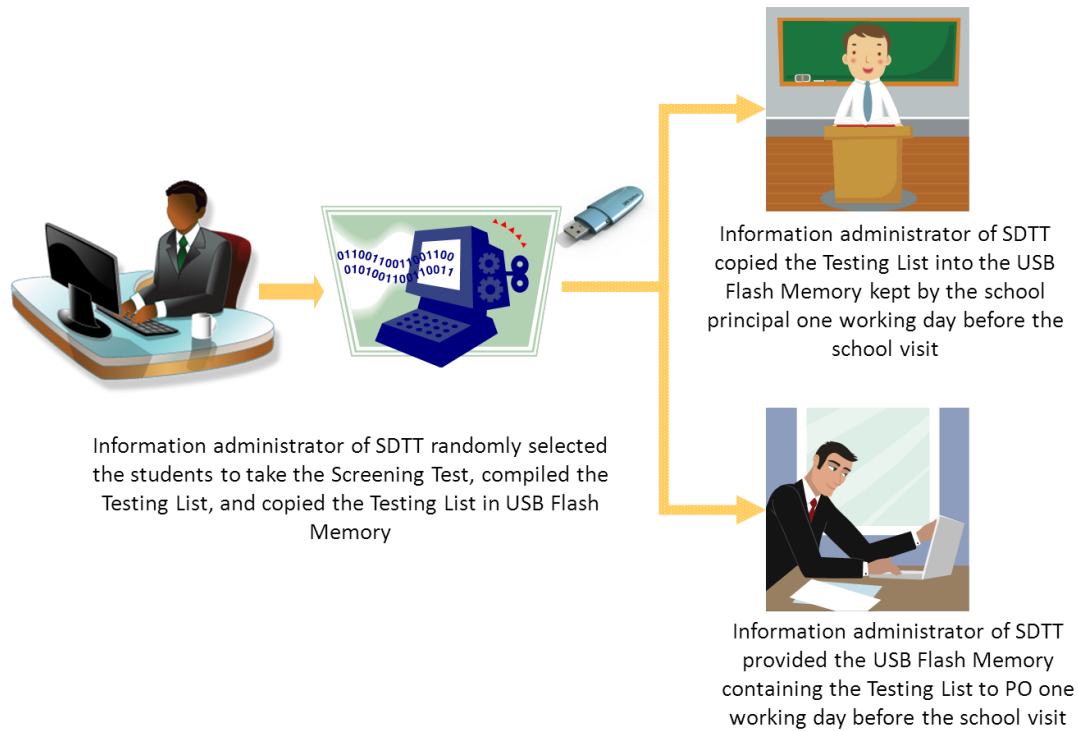 01100110011001100
010100110011 0011
Information administrator of SDTT randomly selected
the students to take the Screening Test, compiled the
Testing List, and copied the Testing List in USB Flash
Memory
Information administrator of SDTT
copied the Testing List into the USB
Flash Memory kept by the school
principal one working day before the
school visit
Information administrator of SDTT
provided the USB Flash Memory
containing the Testing List to PO one
working day before the school visit